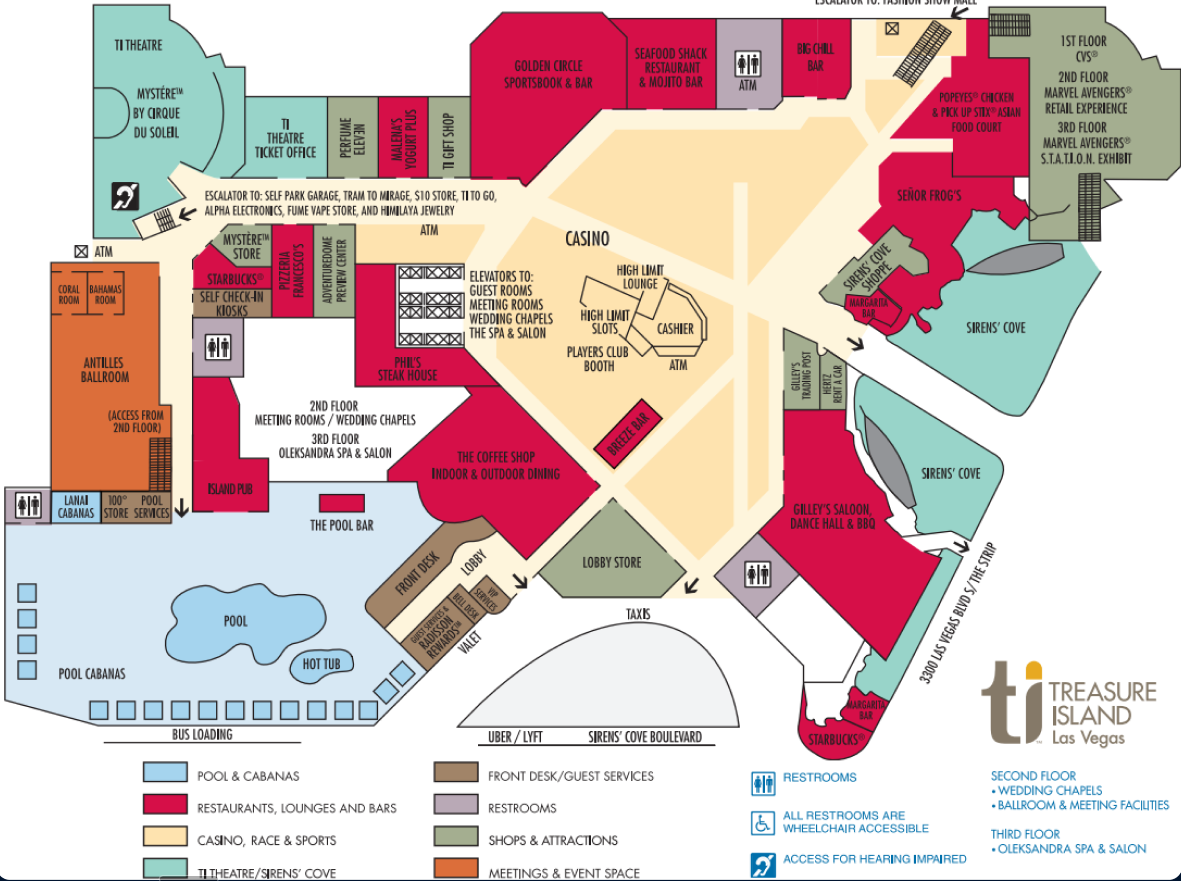 ESCALATOR TO: FASHION SHOW MALL
TI THEATRE
MYSTÈRE™
BY CIRQUE
DU SOLEIL
TI
THEATRE
TICKET OFFICE
PERFUME
ELEV3N
MALENA'S
YOGURT PLUS
TI GIFT SHOP
GOLDEN CIRCLE
SPORTSBOOK & BAR
SEAFOOD SHACK
RESTAURANT
& MOJITO BAR
ATM
BIG CHILL
BAR
POPEYES® CHICKEN
& PICK UP STIX® ASIAN
FOOD COURT
1ST FLOOR
CVS®
2ND FLOOR
MARVEL AVENGERS®
RETAIL EXPERIENCE
3RD FLOOR
MARVEL AVENGERS®
S.T.A.T.I.O.N. EXHIBIT
ESCALATOR TO: SELF PARK GARAGE, TRAM TO MIRAGE, $10 STORE, TI TO GO,
ALPHA ELECTRONICS, FUME VAPE STORE, AND HIMILAYA JEWELRY
ATM
ATM
MYSTÈRE™
STORE
STARBUCKS®
SELF CHECK-IN
KIOSKS
PIZZERIA
FRANCESCO'S
ADVENTUREDOME
PREVIEW CENTER
CASINO
ELEVATORS TO:
GUEST ROOMS
MEETING ROOMS
WEDDING CHAPELS
THE SPA & SALON
HIGH LIMIT
LOUNGE
HIGH LIMIT
SLOTS
CASHIER
PLAYERS CLUB
BOOTH
ATM
SEÑOR FROG'S
SIRENS' COVE
SHOPPE
MARGARITA
BAR
SIRENS' COVE
CORAL
ROOM
BAHAMAS
ROOM
ANTILLES
BALLROOM
(ACCESS FROM
2ND FLOOR)
PHIL'S
STEAK HOUSE
2ND FLOOR
MEETING ROOMS / WEDDING CHAPELS
3RD FLOOR
OLEKSANDRA SPA & SALON
GILLEY'S
TRADING POST
HERTZ
RENT A CAR
BREEZE BAR
THE COFFEE SHOP
INDOOR & OUTDOOR DINING
SIRENS' COVE
ISLAND PUB
LANAI
CABANAS
100°
STORE
POOL
SERVICES
THE POOL BAR
GILLEY'S SALOON,
DANCE HALL & BBQ
FRONT DESK
LOBBY
LOBBY STORE
VIP
SERVICES
BELL DESK
GUEST SERVICES &
RADISSON
REWARDS™
VALET
TAXIS
3300 LAS VEGAS BLVD S/THE STRIP
POOL
HOT TUB
POOL CABANAS
MARGARITA
BAR
STARBUCKS®
BUS LOADING
UBER / LYFT
SIRENS' COVE BOULEVARD
ti
TREASURE
ISLAND
Las Vegas
POOL & CABANAS
RESTAURANTS, LOUNGES AND BARS
CASINO, RACE & SPORTS
TI THEATRE/SIRENS' COVE
FRONT DESK/GUEST SERVICES
RESTROOMS
SHOPS & ATTRACTIONS
MEETINGS & EVENT SPACE
RESTROOMS
ALL RESTROOMS ARE
WHEELCHAIR ACCESSIBLE
ACCESS FOR HEARING IMPAIRED
SECOND FLOOR
• WEDDING CHAPELS
• BALLROOM & MEETING FACILITIES
THIRD FLOOR
• OLEKSANDRA SPA & SALON